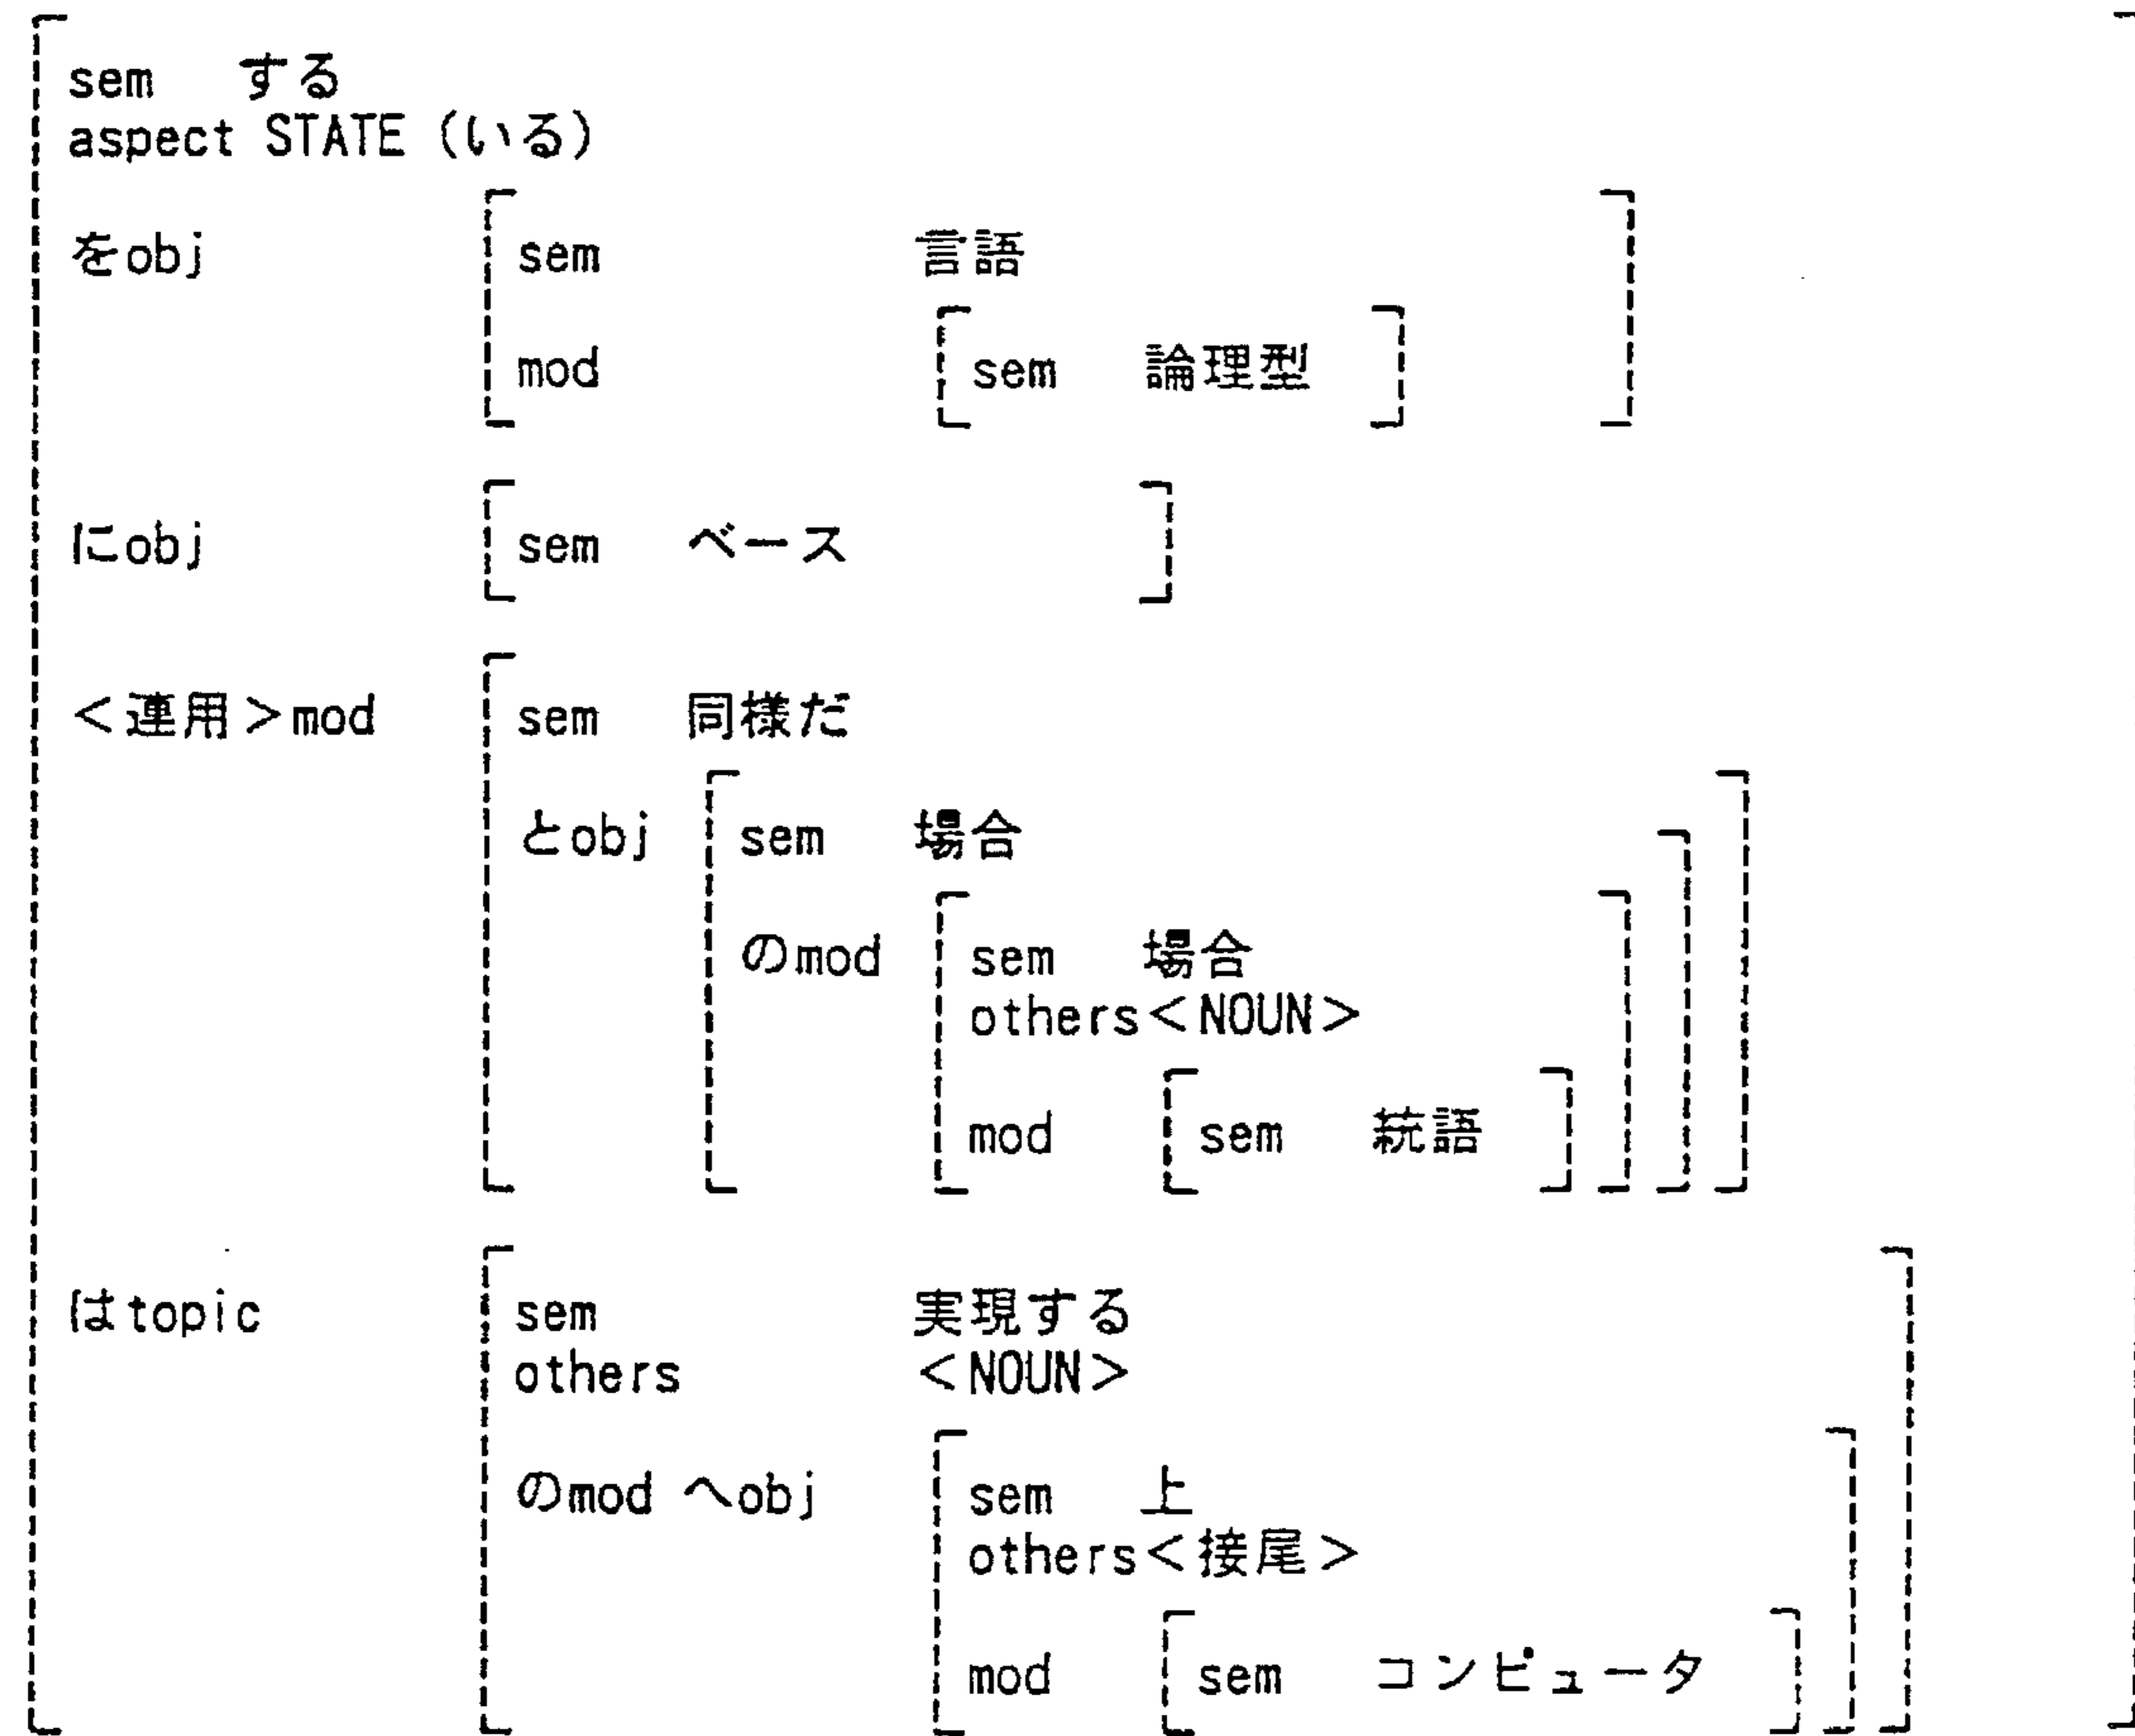 sem する
aspect STATE (いる)
をobj sem 言語
mod sem 論理型
にobj sem ベース
<連用>mod sem 同様だ
とobj sem 場合
のmod sem 場合
others<NOUN>
mod sem 統語
はtopic sem 実現する
others <NOUN>
のmod へobj sem 上
others<接尾>
mod sem コンピュータ